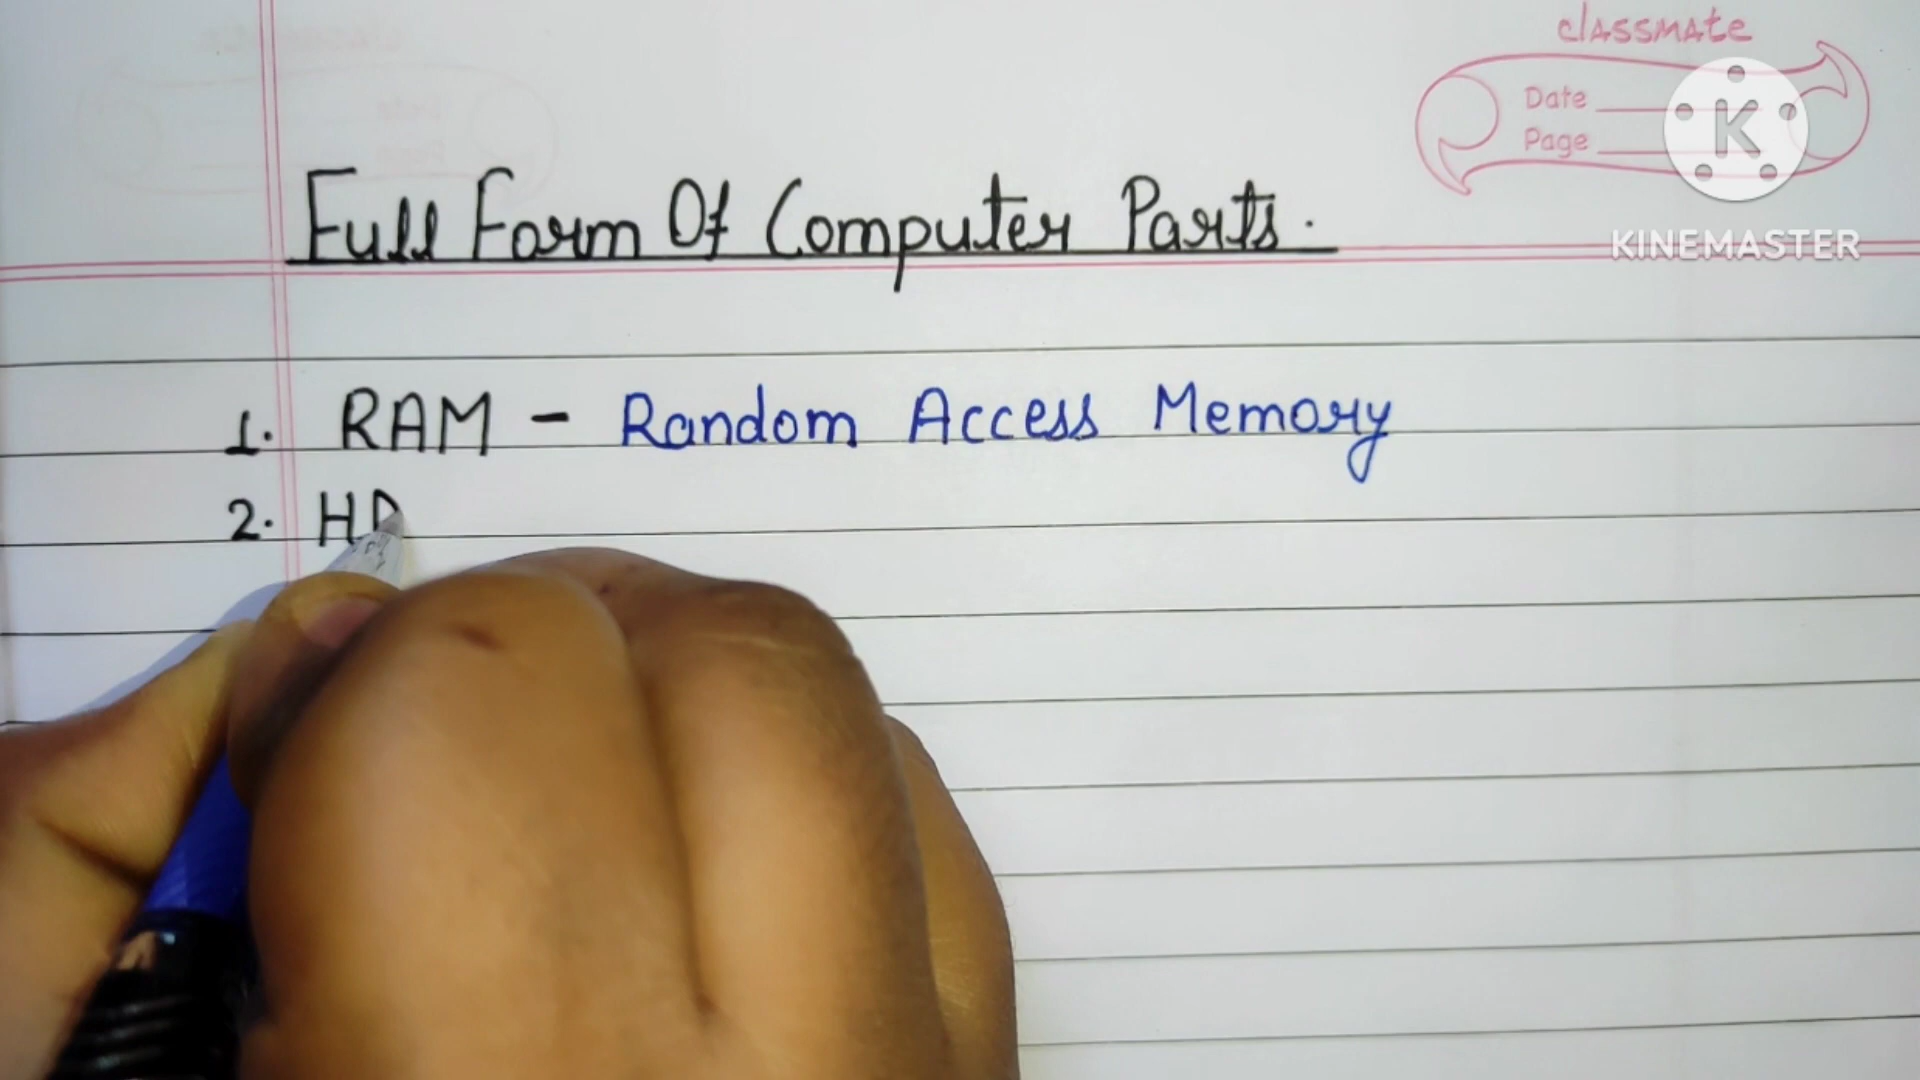 classmate
Date
Page
K
KINEMASTER
Full Form Of Computer Parts.
1. RAM - Random Access Memory
2. HD